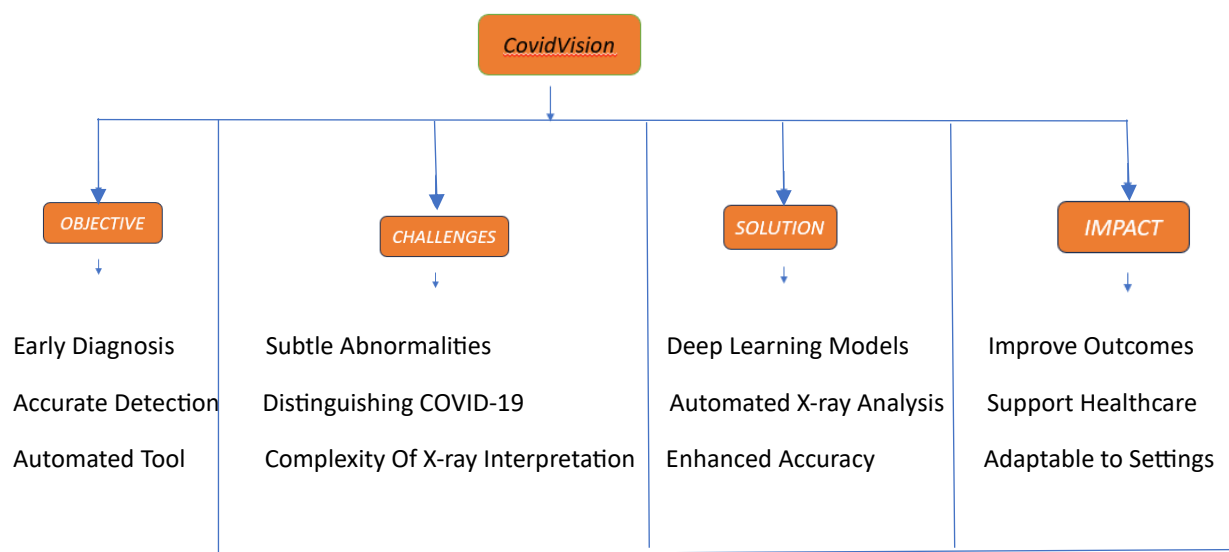 CovidVision
OBJECTIVE
CHALLENGES
SOLUTION
IMPACT
Early Diagnosis
Accurate Detection
Automated Tool
Subtle Abnormalities
Distinguishing COVID-19
Complexity Of X-ray Interpretation
Deep Learning Models
Automated X-ray Analysis
Enhanced Accuracy
Improve Outcomes
Support Healthcare
Adaptable to Settings